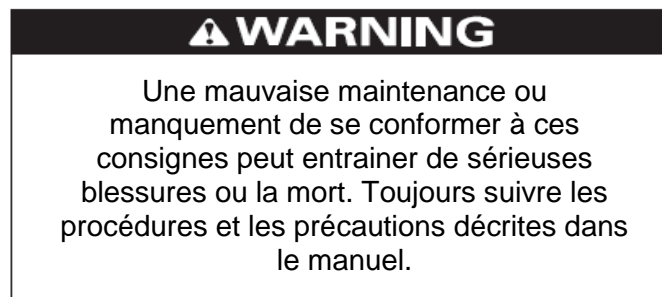 WARNING
Une mauvaise maintenance ou
manquement de se conformer à ces
consignes peut entrainer de sérieuses
blessures ou la mort. Toujours suivre les
procédures et les précautions décrites dans
le manuel.